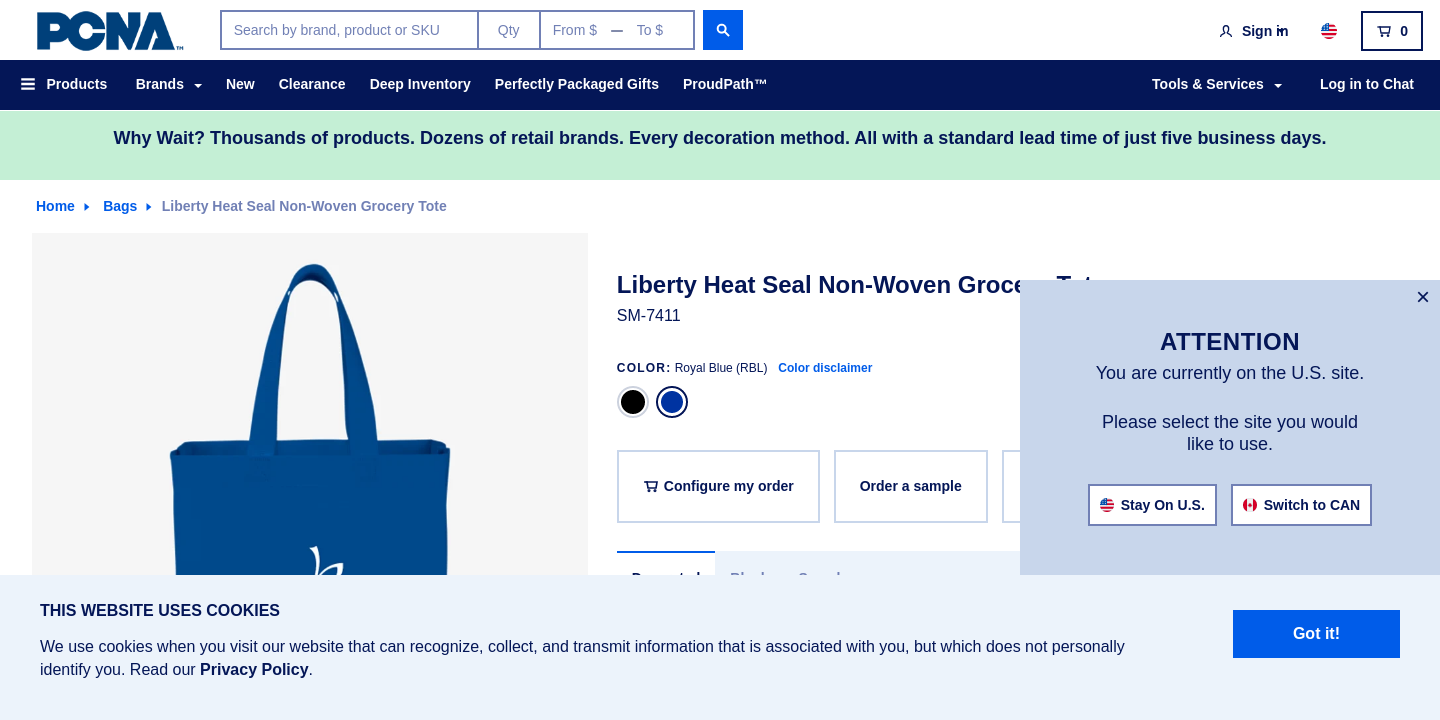 PCNA™
Search by brand, product or SKU
Qty
From $ — To $
Sign in
0
Products
Brands
New
Clearance
Deep Inventory
Perfectly Packaged Gifts
ProudPath™
Tools & Services
Log in to Chat
Why Wait? Thousands of products. Dozens of retail brands. Every decoration method. All with a standard lead time of just five business days.
Home
Bags
Liberty Heat Seal Non-Woven Grocery Tote
Liberty Heat Seal Non-Woven Grocery Tote
SM-7411
COLOR: Royal Blue (RBL) Color disclaimer
Configure my order
Order a sample
×
ATTENTION
You are currently on the U.S. site.
Please select the site you would
like to use.
Stay On U.S.
Switch to CAN
THIS WEBSITE USES COOKIES
We use cookies when you visit our website that can recognize, collect, and transmit information that is associated with you, but which does not personally
identify you. Read our Privacy Policy.
Got it!